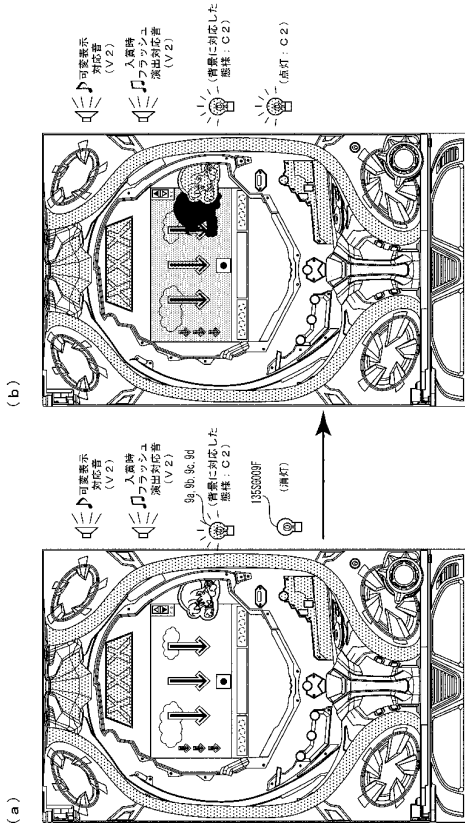 (a)
♪可変表示
対応音
(V2)
入賞時
♫フラッシュ
演出対応音
(V2)
9a,9b,9c,9d
(背景に対応した
態様:C2)
135SG009F
(消灯)
(b)
♪可変表示
対応音
(V2)
入賞時
♫フラッシュ
演出対応音
(V2)
(背景に対応した
態様:C2)
(点灯:C2)